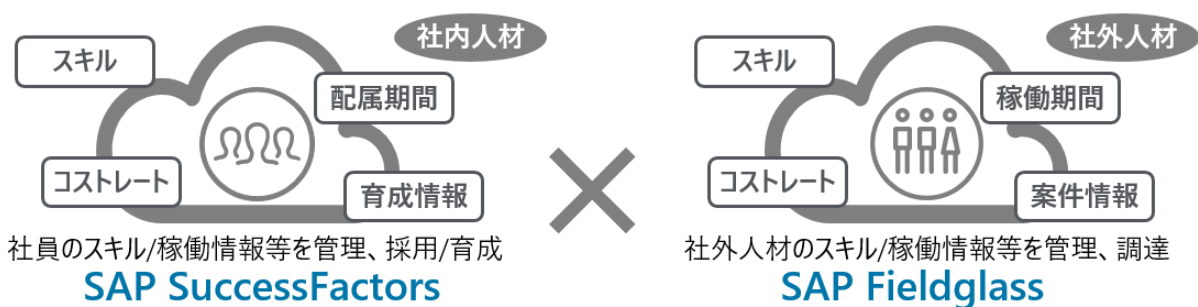 社内人材
スキル
配属期間
コストレート
育成情報
社員のスキル/稼働情報等を管理、採用/育成
SAP SuccessFactors
×
社外人材
スキル
稼働期間
コストレート
案件情報
社外人材のスキル/稼働情報等を管理、調達
SAP Fieldglass